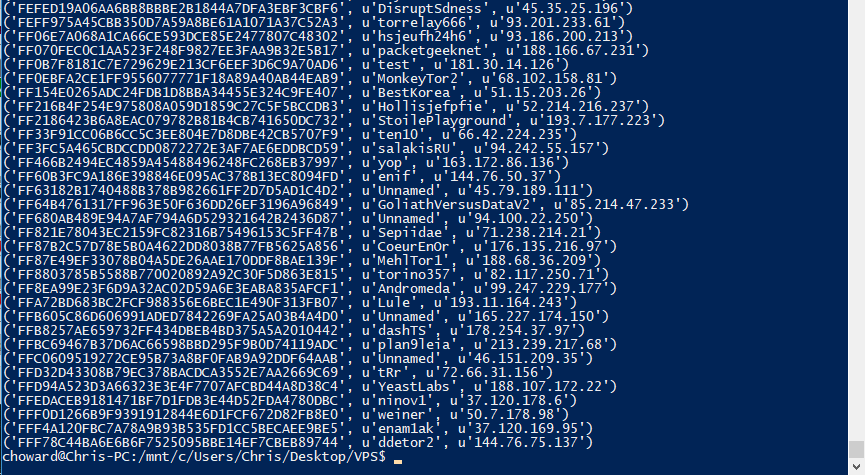 ('FEFED19A06AA6BB8BBBE2B1844A7DFA3EBF3CBF6', u'DisruptSdness', u'45.35.25.196')
('FEFF975A45CBB350D7A59A8BE61A1071A37C52A3', u'torrelay666', u'93.201.233.61')
('FF06E7A068A1CA66CE593DCE85E2477807C48302', u'hsjeufh24h6', u'93.186.200.213')
('FF070FEC0C1AA523F248F9827EE3FAA9B32E5B17', u'packetgeeknet', u'188.166.67.231')
('FF0B7F8181C7E729629E213CF6EEF3D6C9A70AD6', u'test', u'181.30.14.126')
('FF0EBFA2CE1FF9556077771F18A89A40AB44EAB9', u'MonkeyTor2', u'68.102.158.81')
('FF154E0265ADC24FDB1D8BBA34455E324C9FE407', u'BestKorea', u'51.15.203.26')
('FF216B4F254E975808A059D1859C27C5F5BCCDB3', u'Hollisjefpfie', u'52.214.216.237')
('FF2186423B6A8EAC079782B81B4CB741650DC732', u'StoilePlayground', u'193.7.177.223')
('FF33F91CC06B6CC5C3EE804E7D8DBE42CB5707F9', u'ten10', u'66.42.224.235')
('FF3FC5A465CBDCCDD0872272E3AF7AE6EDDBCD59', u'salakisRU', u'94.242.55.157')
('FF466B2494EC4859A45488496248FC268EB37997', u'yop', u'163.172.86.136')
('FF60B3FC9A186E398846E095AC378B13EC8094FD', u'enif', u'144.76.50.37')
('FF63182B1740488B378B982661FF2D7D5AD1C4D2', u'Unnamed', u'45.79.189.111')
('FF64B4761317FF963E50F636DD26EF3196A96849', u'GoliathVersusDataV2', u'85.214.47.233')
('FF680AB489E94A7AF794A6D529321642B2436D87', u'Unnamed', u'94.100.22.250')
('FF821E78043EC2159FC82316B75496153C5FF47B', u'Sepiidae', u'71.238.214.21')
('FF87B2C57D78E5B0A4622DD8038B77FB5625A856', u'CoeurEnOr', u'176.135.216.97')
('FF87E49EF33078B04A5DE26AAE170DDF8BAE139F', u'MehlTor1', u'188.68.36.209')
('FF8803785B5588B770020892A92C30F5D863E815', u'torino357', u'82.117.250.71')
('FF8EA99E23F6D9A32AC02D59A6E3EABA835AFCF1', u'Andromeda', u'99.247.229.177')
('FFA72BD683BC2FCF988356E6BEC1E490F313FB07', u'Lule', u'193.11.164.243')
('FFB605C86D606991ADED7842269FA25A03B4A4D0', u'Unnamed', u'165.227.174.150')
('FFB8257AE659732FF434DBEB4BD375A5A2010442', u'dashTS', u'178.254.37.97')
('FFBC69467B37D6AC66598BBD295F9B0D74119ADC', u'plan9leia', u'213.239.217.68')
('FFC0609519272CE95B73A8BF0FAB9A92DDF64AAB', u'Unnamed', u'46.151.209.35')
('FFD32D43308B79EC378BACDCA3552E7AA2669C69', u'tRr', u'72.66.31.156')
('FFD94A523D3A66323E3E4F7707AFCBD44A8D38C4', u'YeastLabs', u'188.107.172.22')
('FFEDACEB9181471BF7D1FDB3E44D52FDA4780DBC', u'ninov1', u'37.120.178.6')
('FFF0D1266B9F9391912844E6D1FCF672D82FB8E0', u'weiner', u'50.7.178.98')
('FFF4A120FBC7A78A9B93B535FD1CC5BECAEE9BE5', u'enam1ak', u'37.120.169.95')
('FFF78C44BA6E6B6F7525095BBE14EF7CBEB89744', u'ddetor2', u'144.76.75.137')
choward@Chris-PC:/mnt/c/Users/Chris/Desktop/VPS$